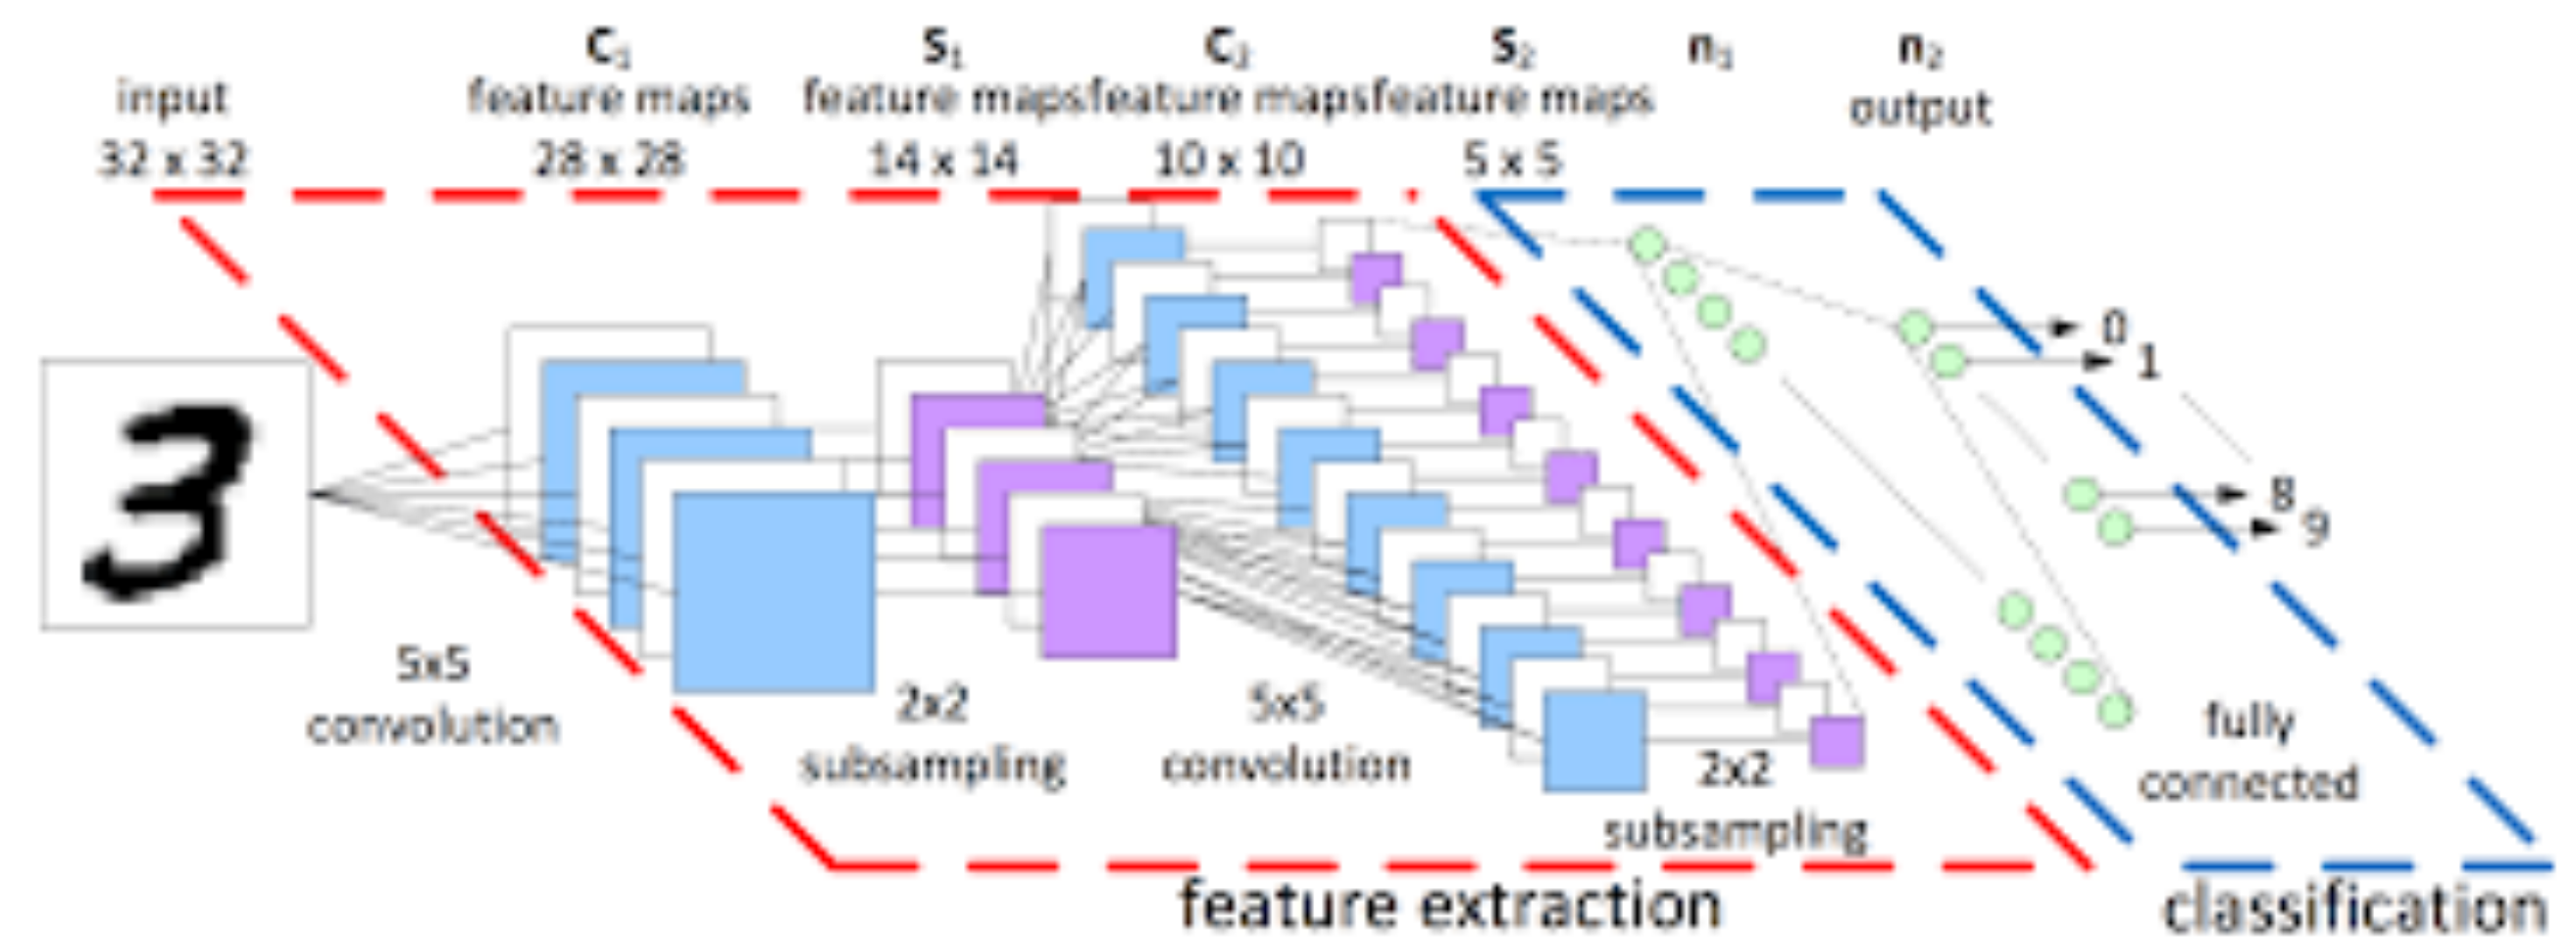 input
32 x 32
C1
feature maps
28 x 28
S1
feature maps
14 x 14
C2
feature maps
10 x 10
S2
feature maps
5 x 5
n1
n2
output
3
0
1
8
9
5x5
convolution
2x2
subsampling
5x5
convolution
2x2
subsampling
fully
connected
feature extraction
classification